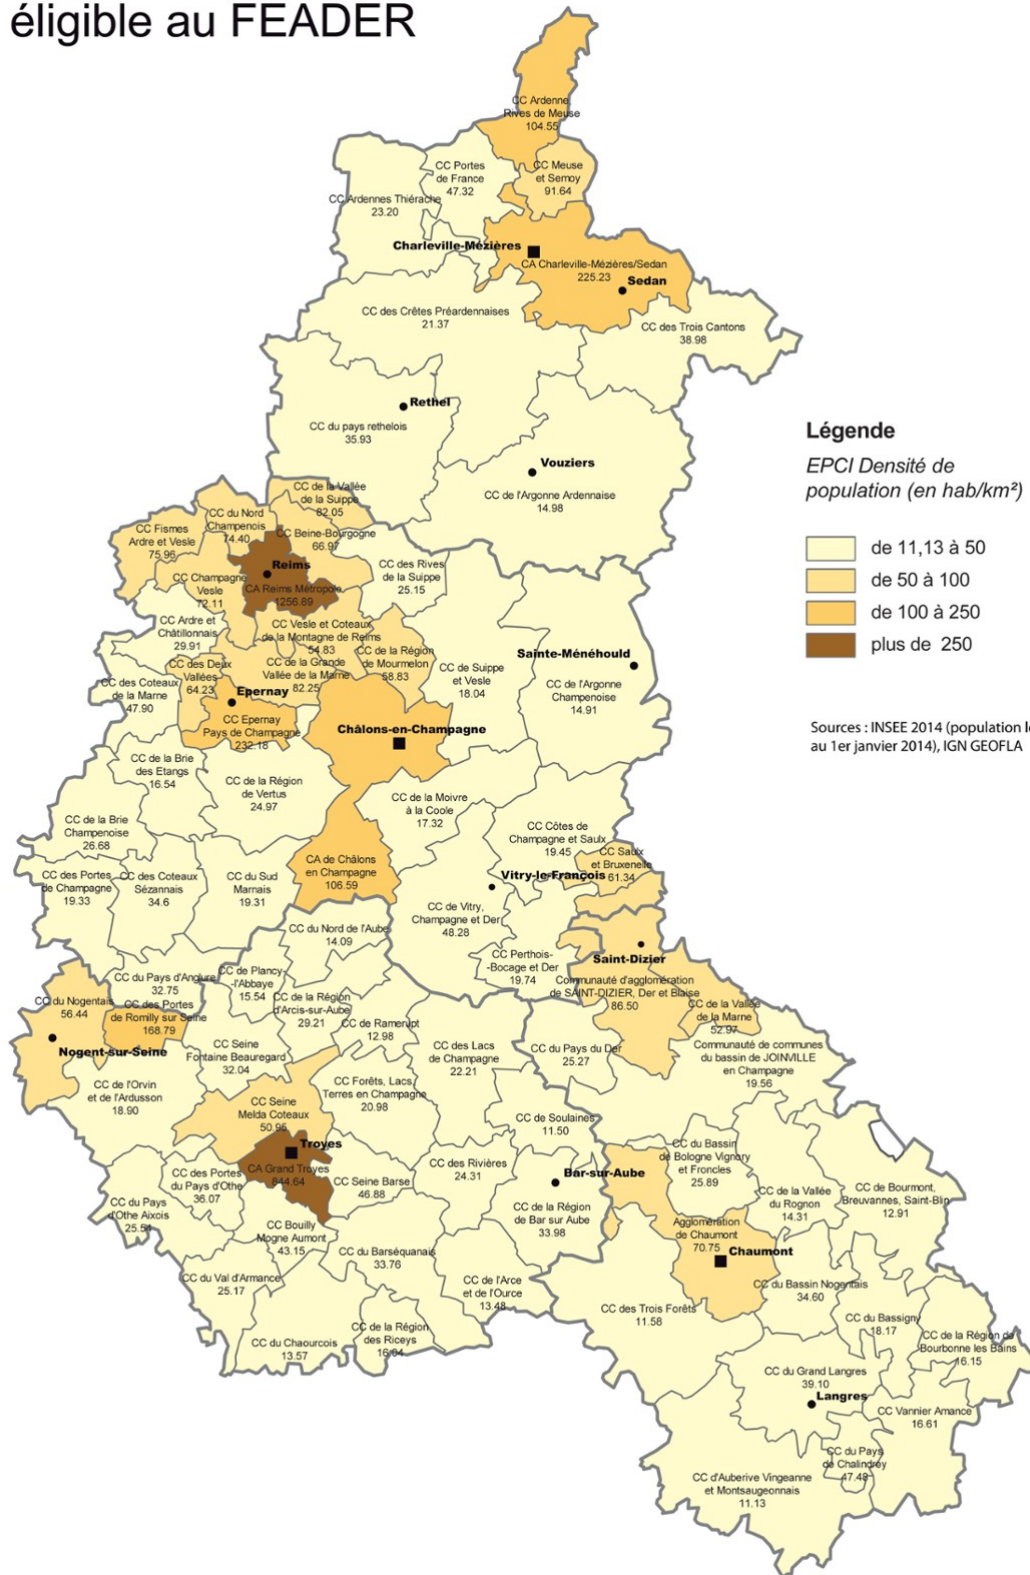 éligible au FEADER
CC Ardenne,
Rives de Meuse
104.55
CC Portes
de France
47.32
CC Meuse
et Semoy
91.64
CC Ardennes Thiérache
23.20
Charleville-Mézières
CA Charleville-Mézières/Sedan
225.23
Sedan
CC des Crêtes Préardennaises
21.37
CC des Trois Cantons
38.98
Rethel
CC du pays rethelois
35.93
Vouziers
CC de l'Argonne Ardennaise
14.98
Légende
EPCI Densité de
population (en hab/km²)
de 11,13 à 50
de 50 à 100
de 100 à 250
plus de 250
Sources : INSEE 2014 (population lé
au 1er janvier 2014), IGN GEOFLA
CC de la Vallée
de la Suippe
82.05
CC du Nord
Champenois
74.40
CC Fismes
Ardre et Vesle
75.96
CC Beine-Bourgogne
66.97
Reims
CA Reims Métropole
1256.89
CC des Rives
de la Suippe
25.15
CC Champagne
Vesle
72.11
CC Ardre et
Châtillonnais
29.91
CC Vesle et Coteaux
de la Montagne de Reims
54.83
CC de la Région
de Mourmelon
58.83
CC des Deux
Vallées
64.23
CC de la Grande
Vallée de la Marne
82.25
CC de Suippe
et Vesle
18.04
Sainte-Ménéhould
CC de l'Argonne
Champenoise
14.91
CC des Coteaux
de la Marne
47.90
Epernay
CC Epernay
Pays de Champagne
232.18
Châlons-en-Champagne
CC de la Brie
des Etangs
16.54
CC de la Région
de Vertus
24.97
CC de la Moivre
à la Coole
17.32
CC de la Brie
Champenoise
26.68
CC Côtes de
Champagne et Saulx
19.45
CC Saulx
et Bruxenelle
61.34
CC des Portes
de Champagne
19.33
CC des Coteaux
Sézannais
34.6
CC du Sud
Marnais
19.31
CA de Châlons
en Champagne
106.59
Vitry-le-François
CC de Vitry,
Champagne et Der
48.28
CC du Nord de l'Aube
14.09
CC Perthois-
-Bocage et Der
19.74
Saint-Dizier
Communauté d'agglomération
de SAINT-DIZIER, Der et Blaise
86.50
CC de la Vallée
de la Marne
52.97
CC du Pays d'Anglure
32.75
CC de Plancy-
-l'Abbaye
15.54
CC du Nogentais
56.44
CC des Portes
de Romilly sur Seine
168.79
CC de la Région
d'Arcis-sur-Aube
29.21
CC de Ramerupt
12.98
Nogent-sur-Seine
CC Seine
Fontaine Beauregard
32.04
CC des Lacs
de Champagne
22.21
CC du Pays du Der
25.27
Communauté de communes
du bassin de JOINVILLE
en Champagne
19.56
CC de l'Orvin
et de l'Ardusson
18.90
CC Forêts, Lacs,
Terres en Champagne
20.98
CC Seine
Melda Coteaux
50.95
CC de Soulaines
11.50
Troyes
CA Grand Troyes
844.64
CC des Portes
du Pays d'Othe
36.07
CC Seine Barse
46.88
CC des Rivières
24.31
Bar-sur-Aube
CC de la Région
de Bar sur Aube
33.98
CC du Bassin
de Bologne Vignory
et Froncles
25.89
CC de la Vallée
du Rognon
14.31
CC de Bourmont,
Breuvannes, Saint-Blin
12.91
CC du Pays
d'Othe Aixois
25.54
CC Bouilly
Mogne Aumont
43.15
Agglomération
de Chaumont
70.75
Chaumont
CC du Barséquanais
33.76
CC du Val d'Armance
25.17
CC de l'Arce
et de l'Ource
13.48
CC du Bassin Nogentais
34.60
CC des Trois Forêts
11.58
CC du Bassigny
18.17
CC de la Région de
Bourbonne les Bains
16.15
CC du Chaourcois
13.57
CC de la Région
des Riceys
16.04
CC du Grand Langres
39.10
Langres
CC Vannier Amance
16.61
CC du Pays
de Chalindrey
47.48
CC d'Auberive Vingeanne
et Montsaugeonnais
11.13